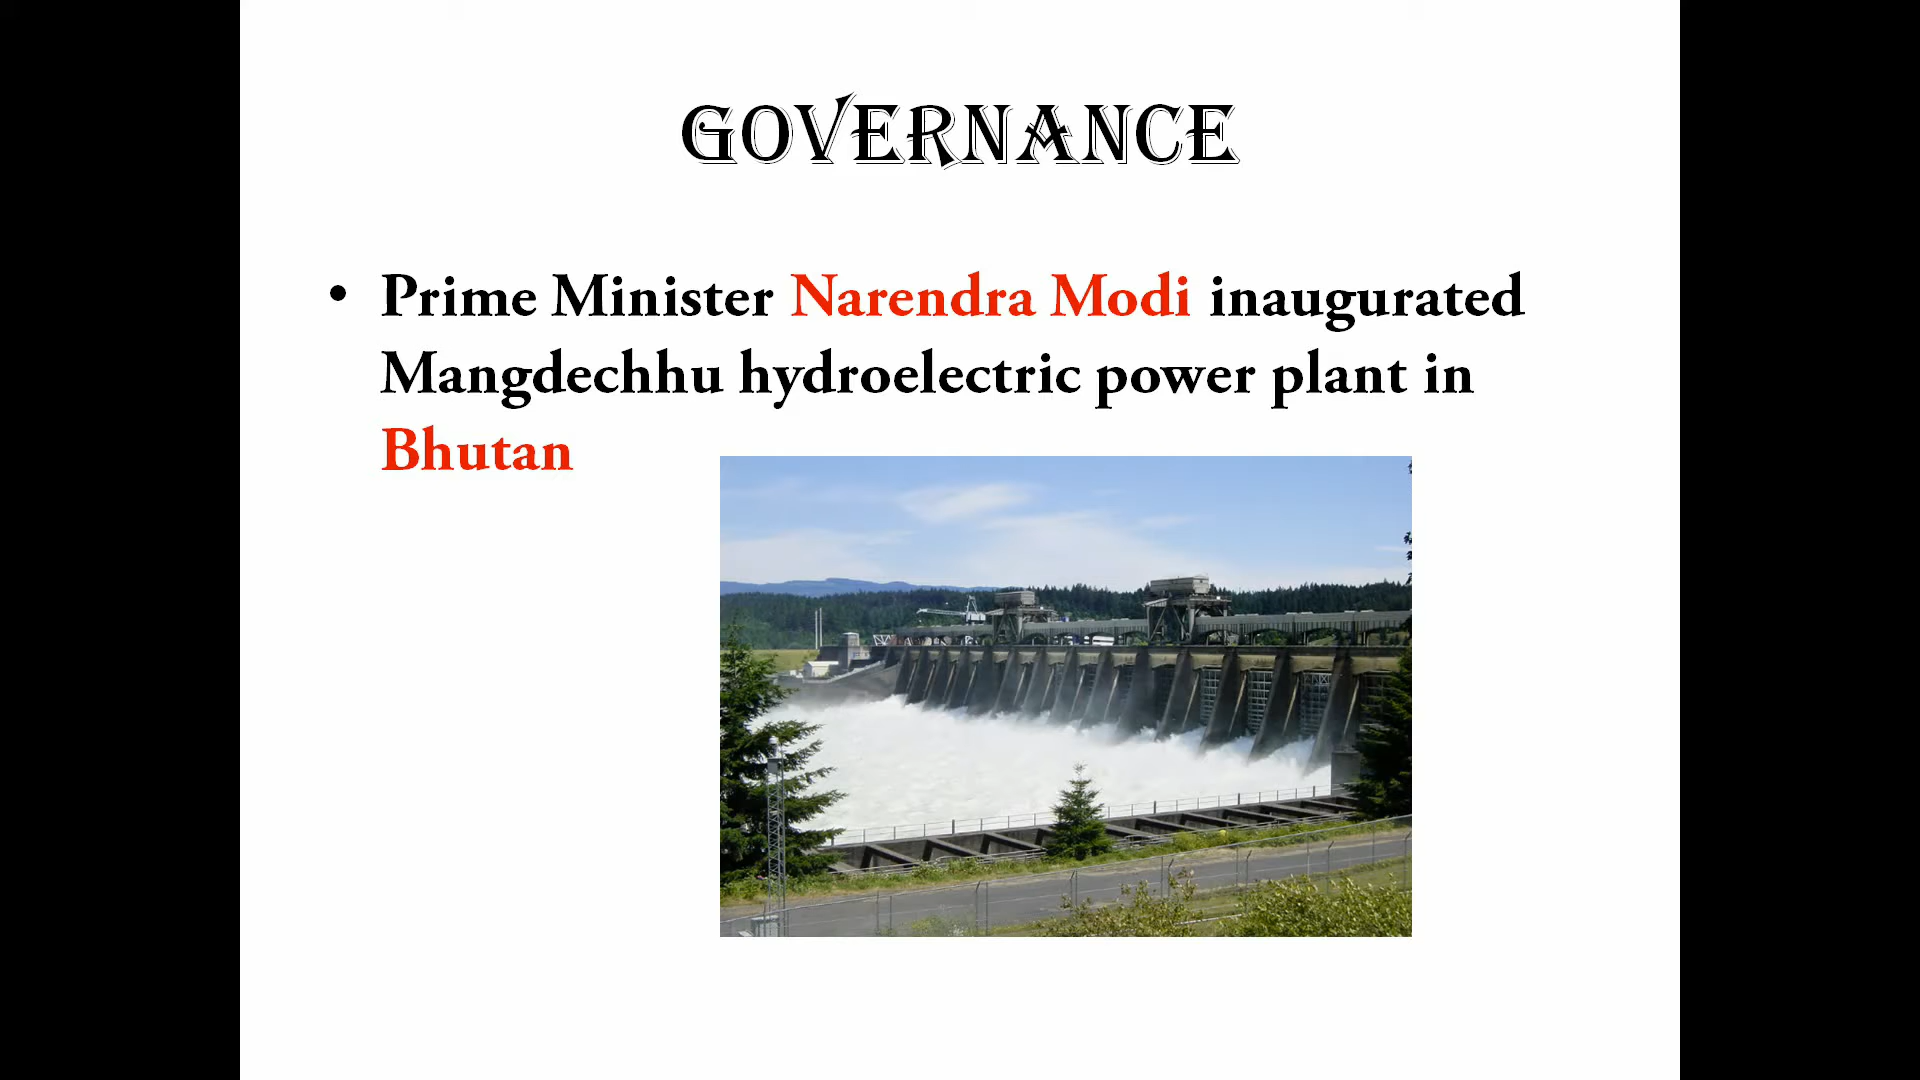 GOVERNANCE
• Prime Minister Narendra Modi inaugurated
Mangdechhu hydroelectric power plant in
Bhutan